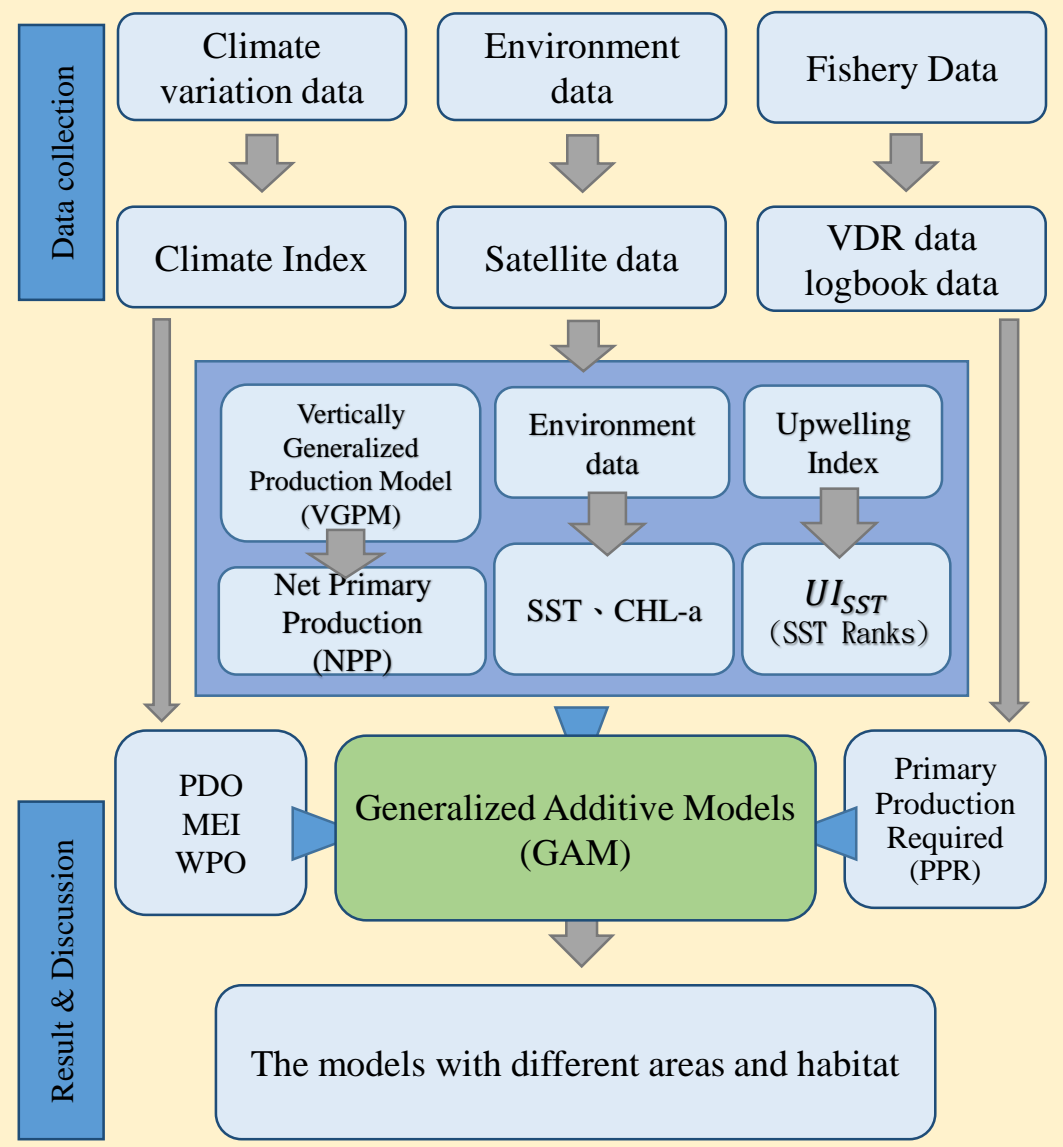 Data collection
Climate
variation data
Environment
data
Fishery Data
Climate Index
Satellite data
VDR data
logbook data
Vertically
Generalized
Production Model
(VGPM)
Environment
data
Upwelling
Index
Net Primary
Production
(NPP)
SST、CHL-a
UI_SST
(SST Ranks)
PDO
MEI
WPO
Generalized Additive Models
(GAM)
Primary
Production
Required
(PPR)
Result & Discussion
The models with different areas and habitat